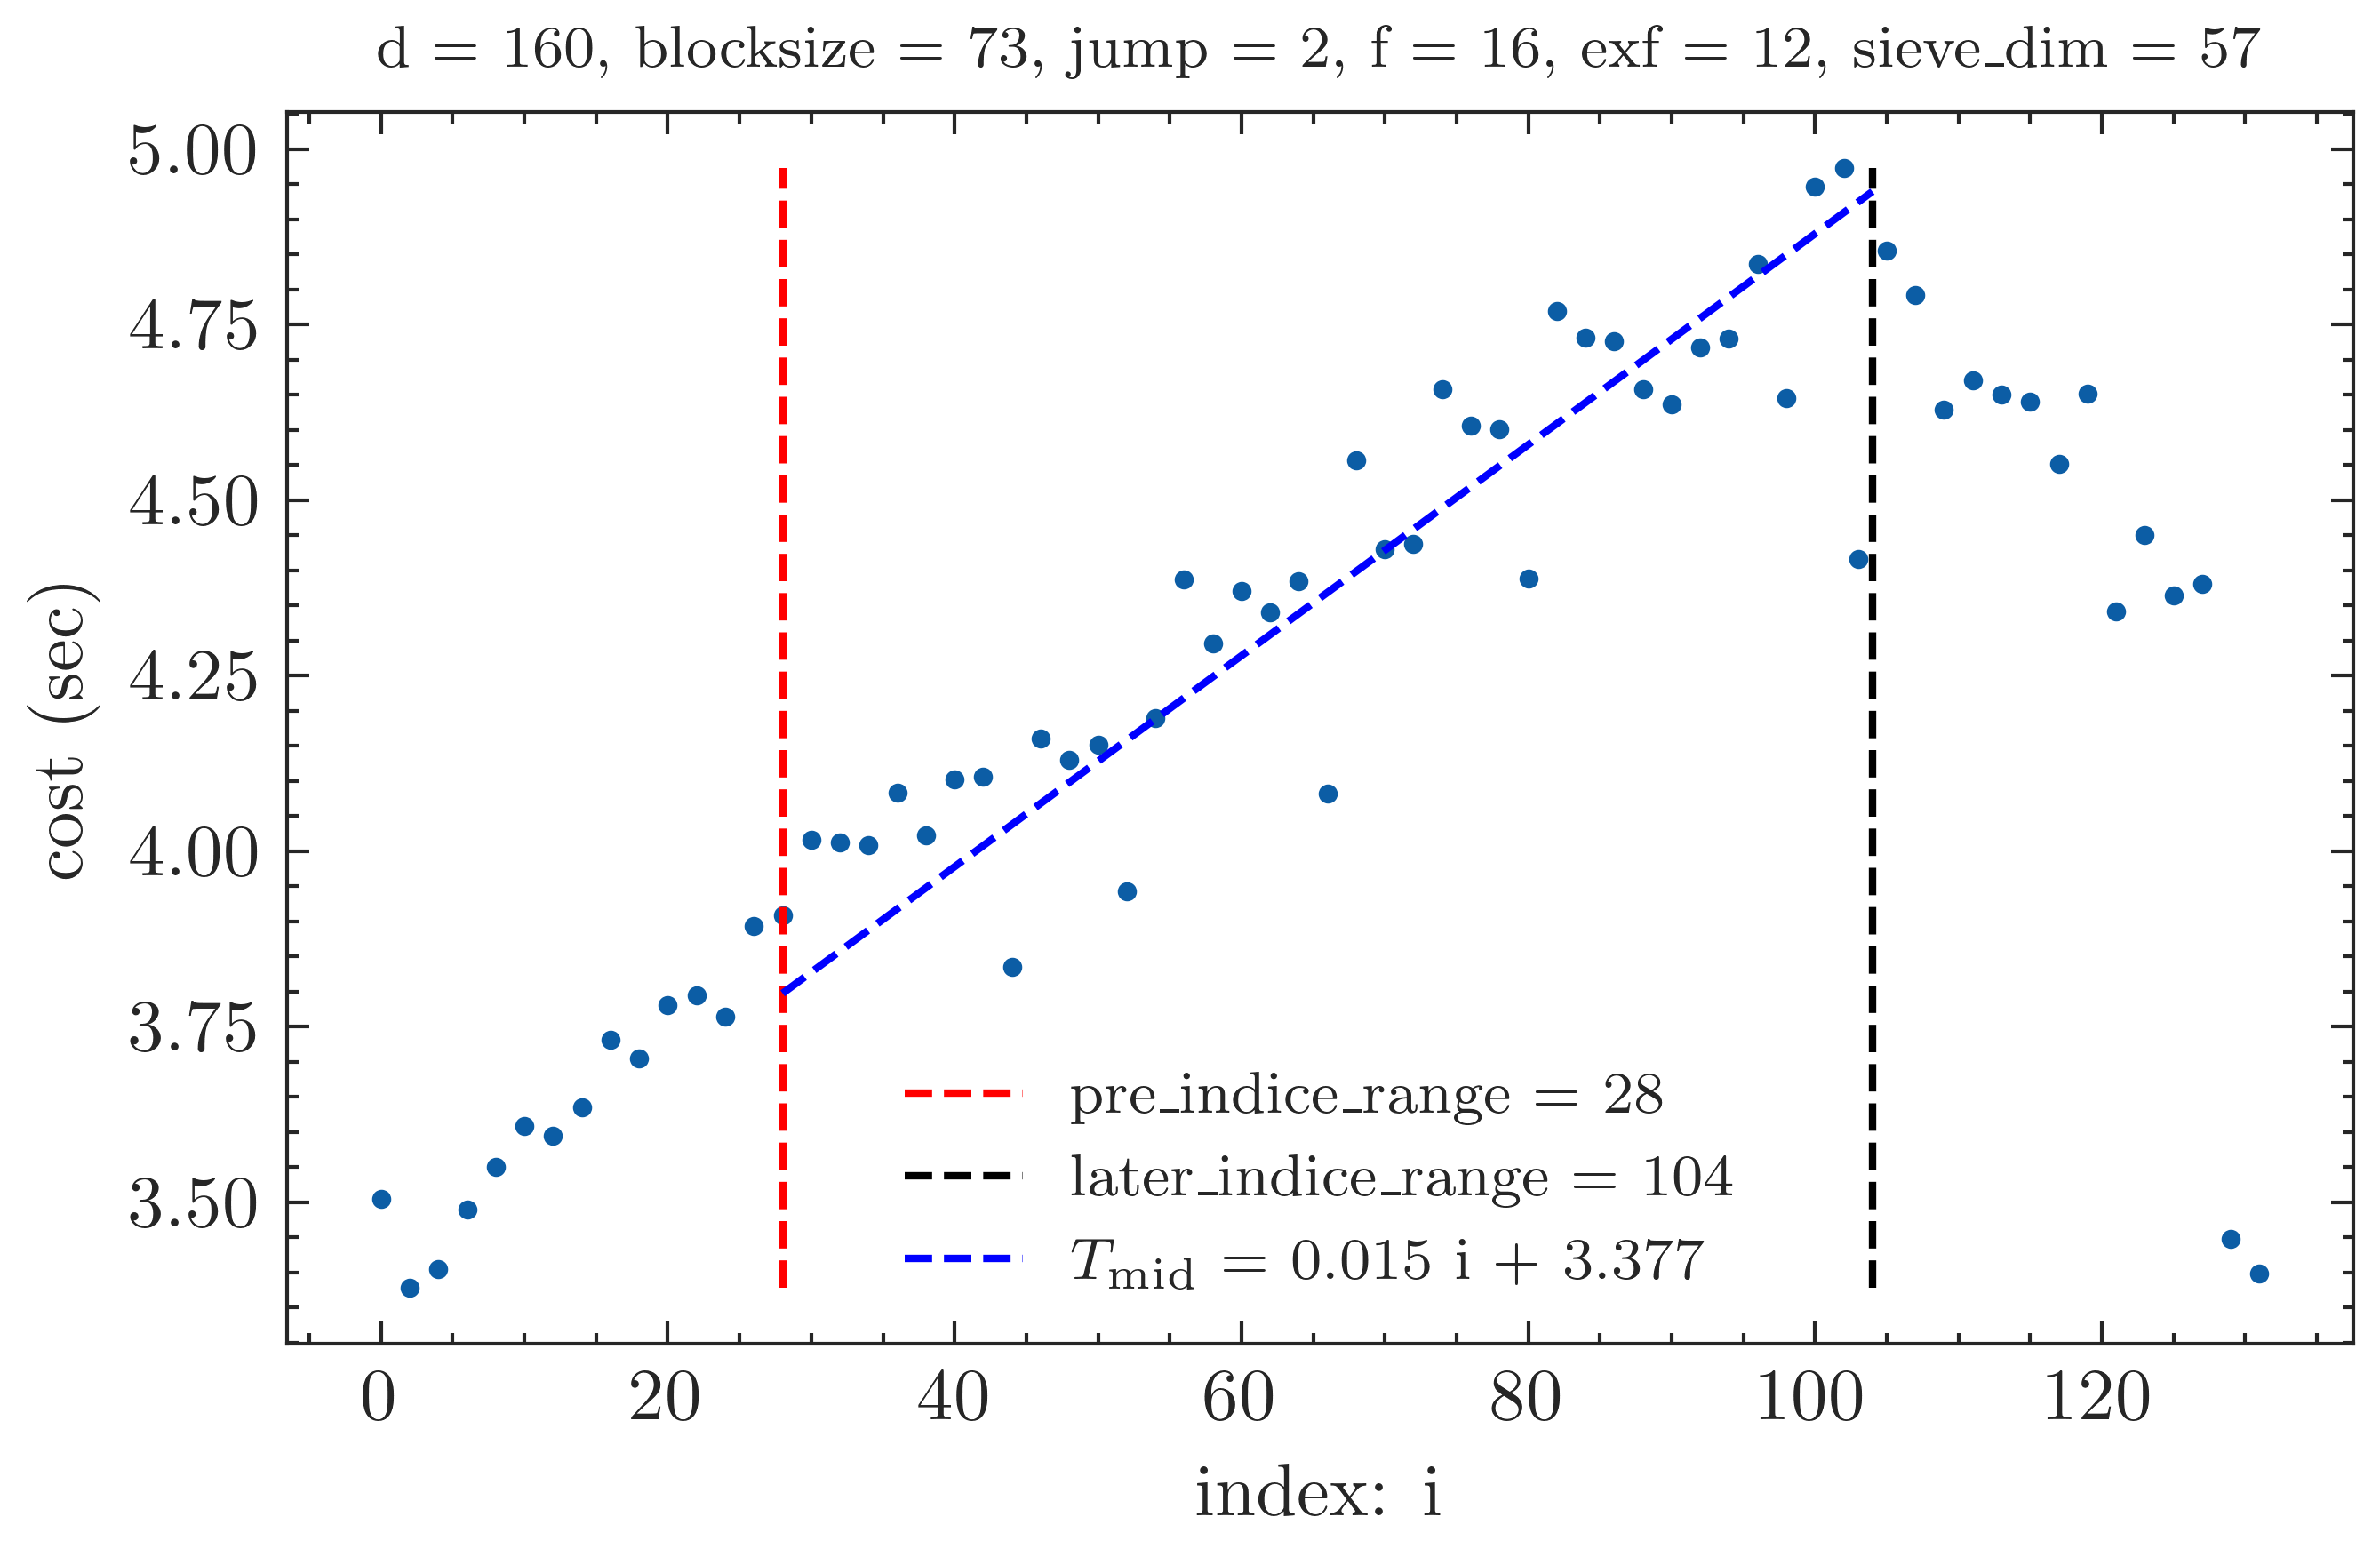 d = 160, blocksize = 73, jump = 2, f = 16, exf = 12, sieve_dim = 57
5.00
4.75
4.50
4.25
4.00
3.75
3.50
cost (sec)
pre_indice_range = 28
later_indice_range = 104
T_mid = 0.015 i + 3.377
0 20 40 60 80 100 120
index: i